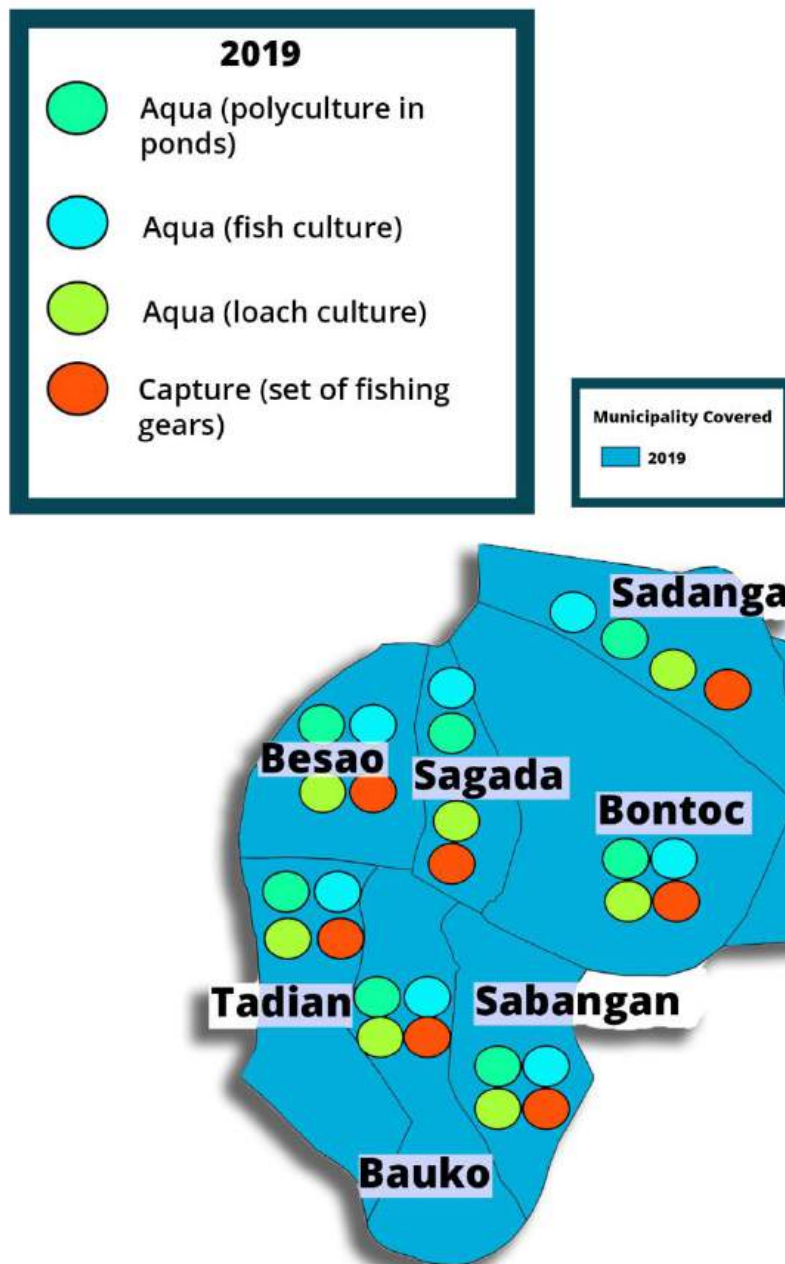 2019
Aqua (polyculture in
ponds)
Aqua (fish culture)
Aqua (loach culture)
Capture (set of fishing
gears)
Municipality Covered
2019
Sadanga
Besao
Sagada
Bontoc
Tadian
Sabangan
Bauko